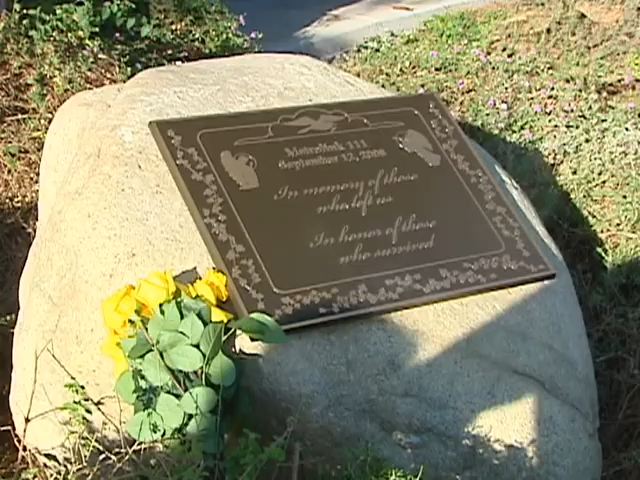 Metrolink 111
September 12, 2008
In memory of those
who left us
In honor of those
who survived